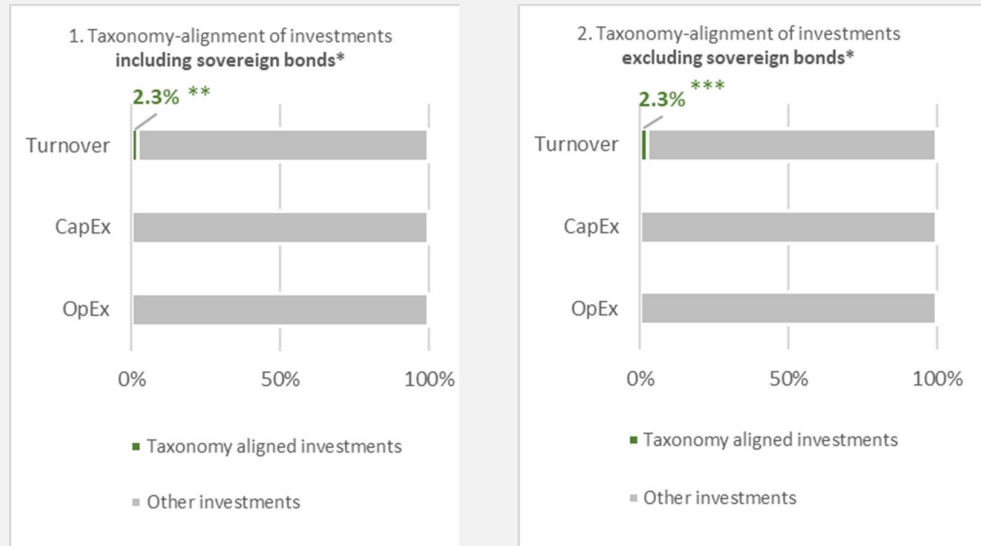 1. Taxonomy-alignment of investments
including sovereign bonds*
2.3% **
Turnover
CapEx
OpEx
0% 50% 100%
Taxonomy aligned investments
Other investments
2. Taxonomy-alignment of investments
excluding sovereign bonds*
2.3% ***
Turnover
CapEx
OpEx
0% 50% 100%
Taxonomy aligned investments
Other investments